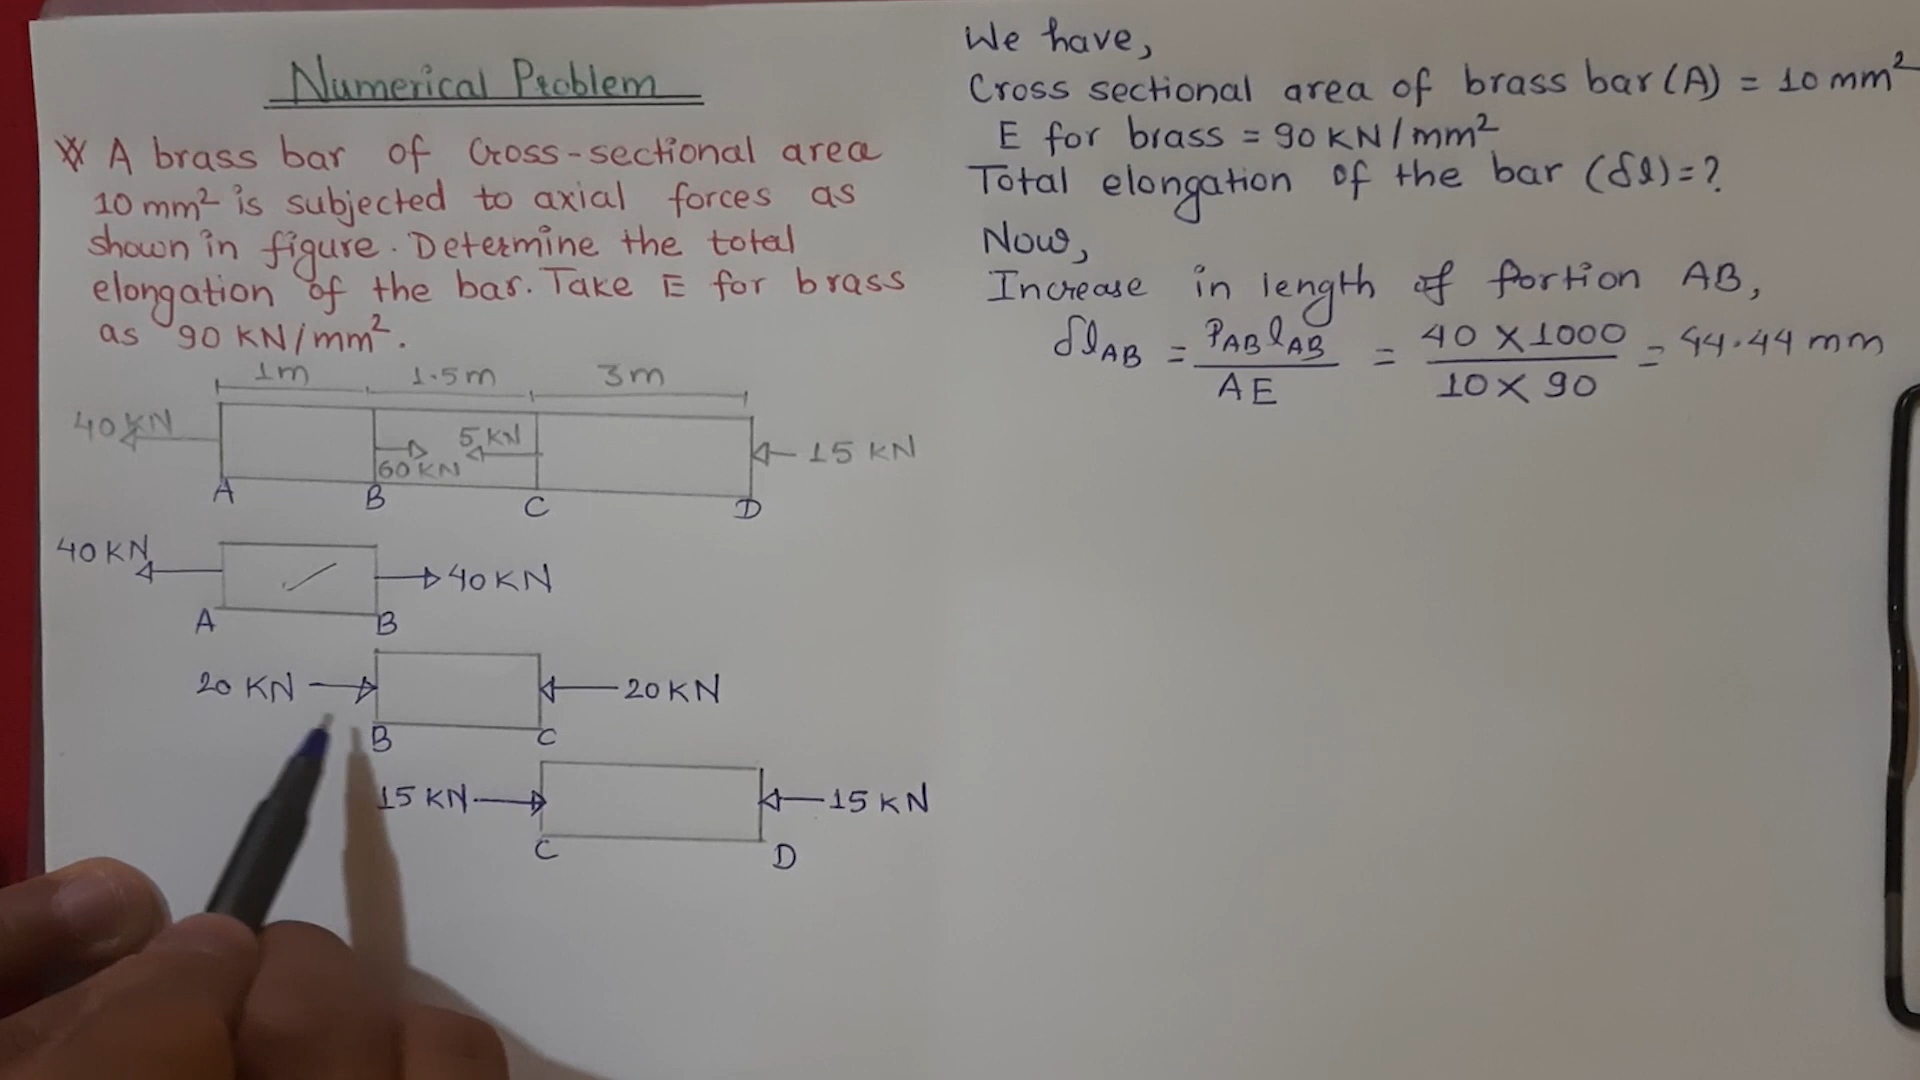 Numerical Problem
* A brass bar of Cross-sectional area
10 mm² is subjected to axial forces as
shown in figure. Determine the total
elongation of the bar. Take E for brass
as 90 KN/mm².
1m 1.5m 3m
40 KN 60 KN 5 KN 15 KN
A B C D
40 KN 40 KN
A B
20 KN 20 KN
B C
15 KN 15 KN
C D
We have,
Cross sectional area of brass bar (A) = 10 mm²
E for brass = 90 KN/mm²
Total elongation of the bar (δl) = ?
Now,
Increase in length of portion AB,
δl_AB = P_AB l_AB / AE = 40 X 1000 / 10 X 90 = 44.44 mm